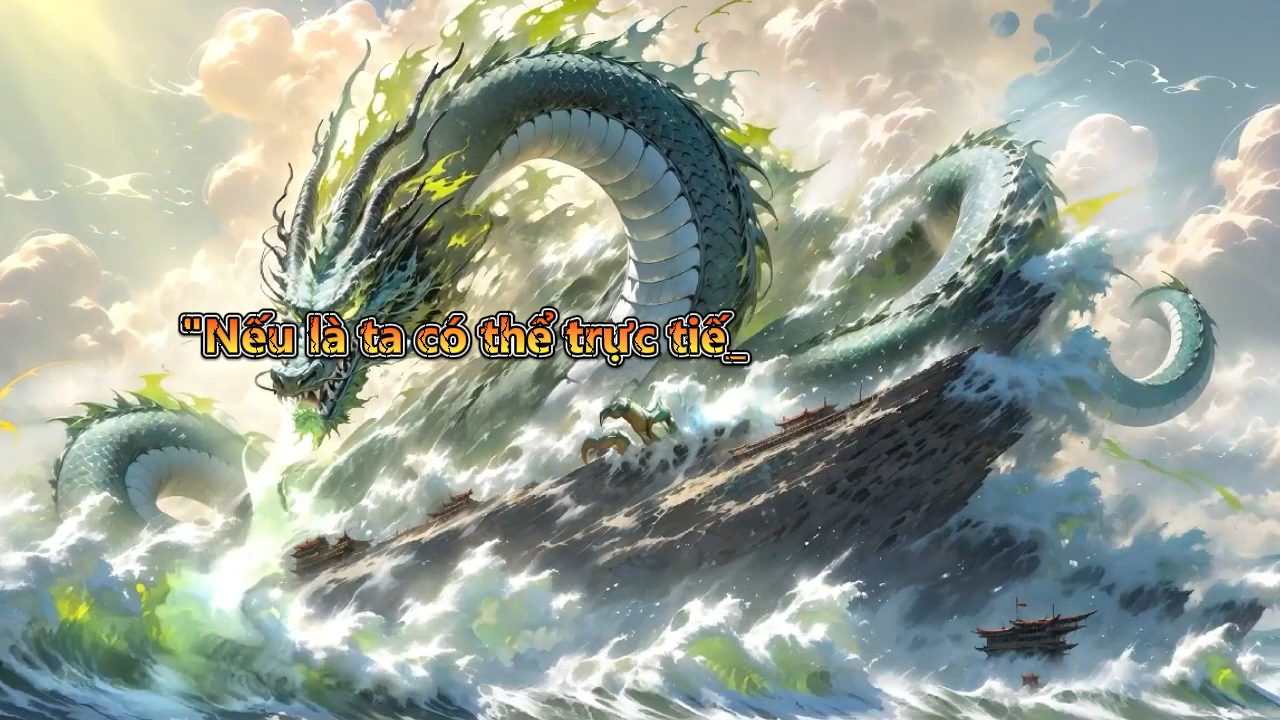 "Nếu là ta có thể trực tiế_